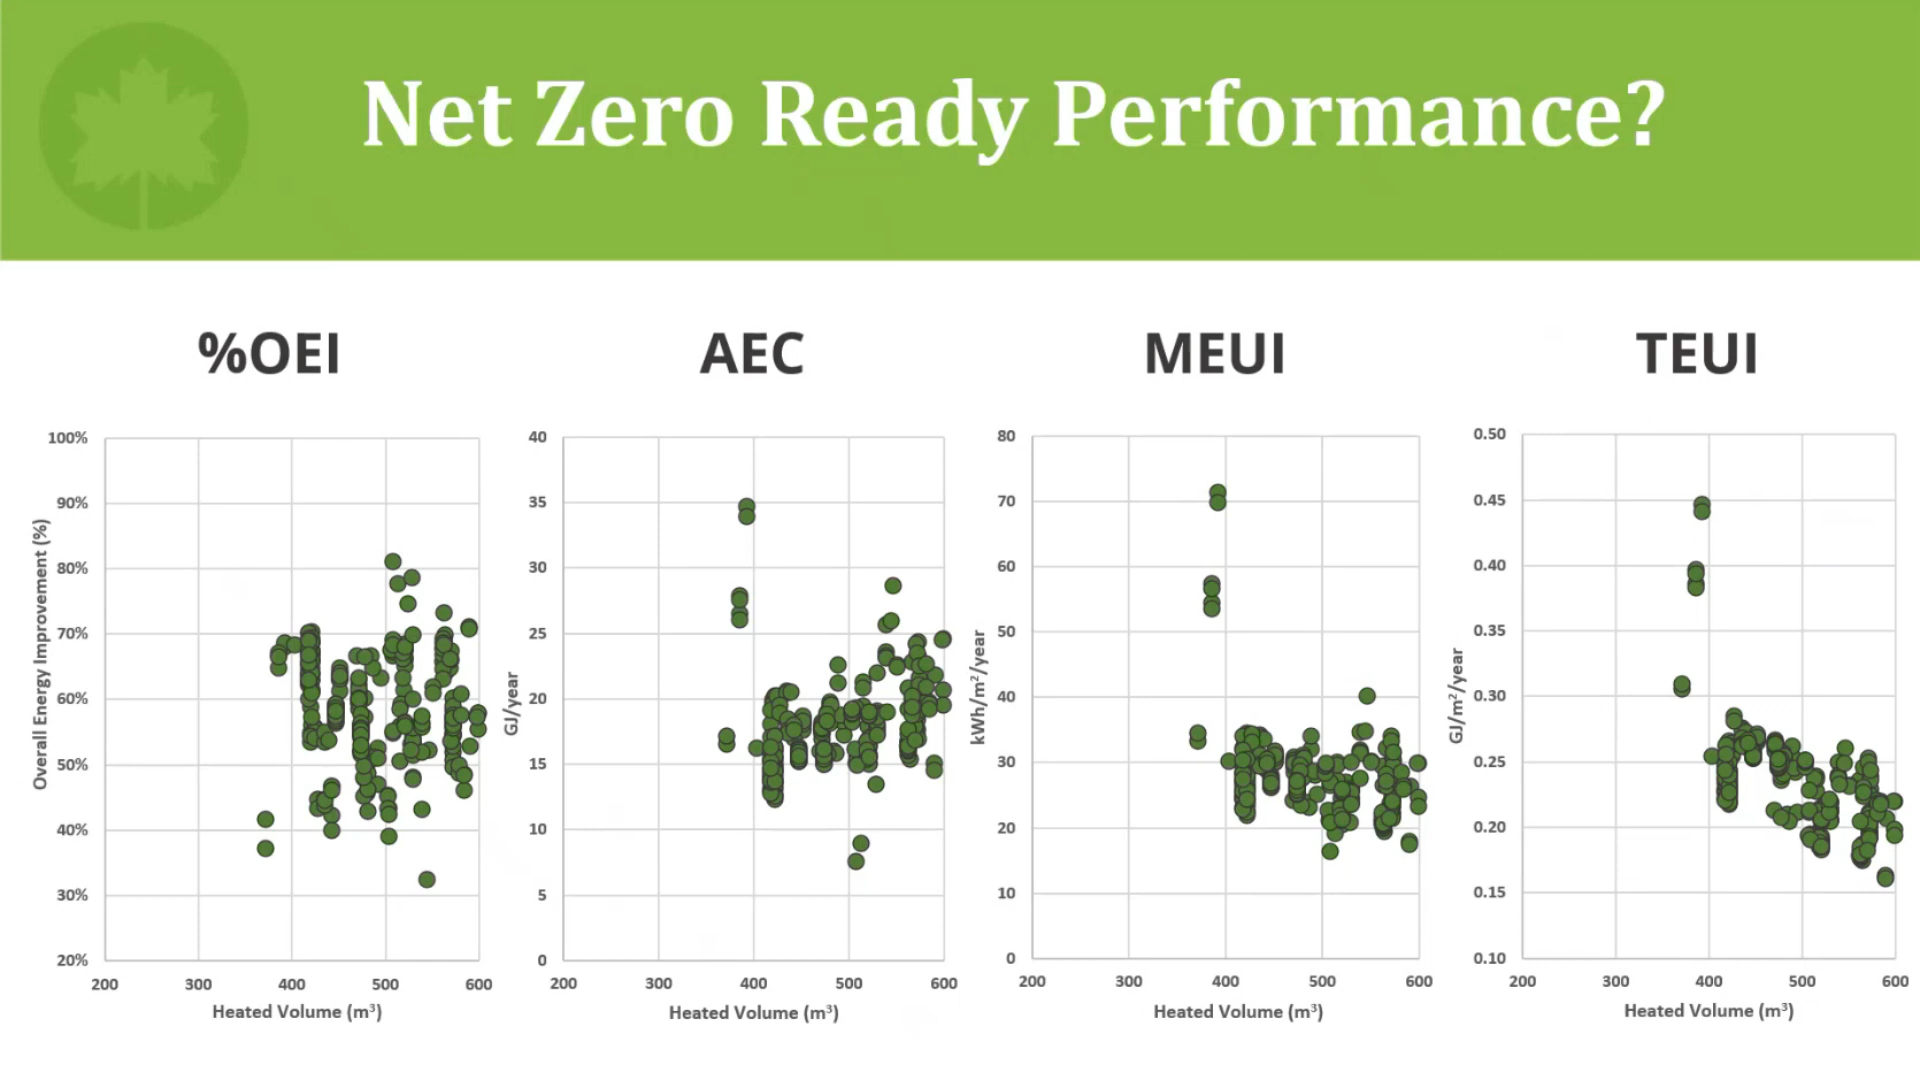 Net Zero Ready Performance?
%OEI
AEC
MEUI
TEUI
Overall Energy Improvement (%)
100%
90%
80%
70%
60%
50%
40%
30%
20%
200 300 400 500 600
Heated Volume (m³)
GJ/year
40
35
30
25
20
15
10
5
0
200 300 400 500 600
Heated Volume (m³)
kWh/m²/year
80
70
60
50
40
30
20
10
0
200 300 400 500 600
Heated Volume (m³)
GJ/m²/year
0.50
0.45
0.40
0.35
0.30
0.25
0.20
0.15
0.10
200 300 400 500 600
Heated Volume (m³)